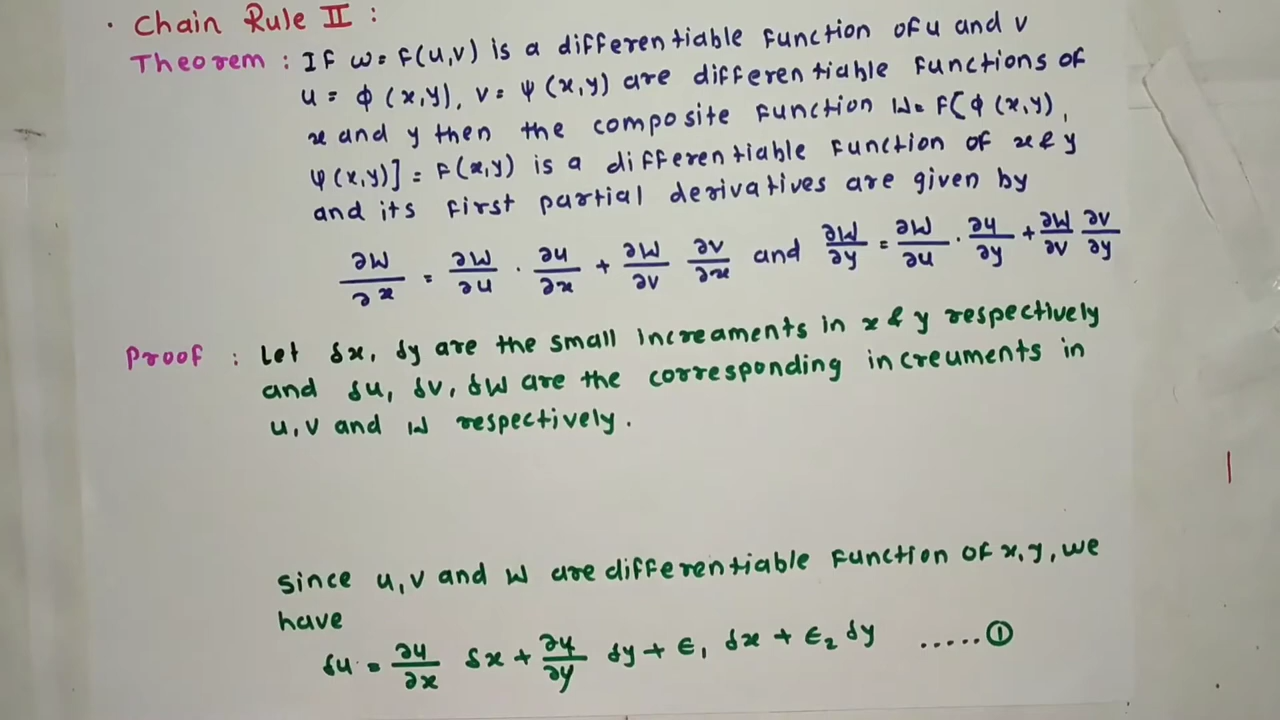 · Chain Rule II :
Theorem : If w = F(u,v) is a differentiable function of u and v
u = φ(x,y), v = ψ(x,y) are differentiable functions of
x and y then the composite function W = F[φ(x,y),
ψ(x,y)] = F(x,y) is a differentiable function of x & y
and its first partial derivatives are given by
∂W/∂x = ∂W/∂u · ∂u/∂x + ∂W/∂v ∂v/∂x and ∂W/∂y = ∂W/∂u · ∂u/∂y + ∂W/∂v ∂v/∂y
Proof : Let δx, δy are the small increaments in x & y respectively
and δu, δv, δW are the corresponding increuments in
u, v and W respectively.
since u, v and W are differentiable function of x, y, we
have
δu = ∂u/∂x δx + ∂u/∂y δy + ε₁ δx + ε₂ δy ..... ①